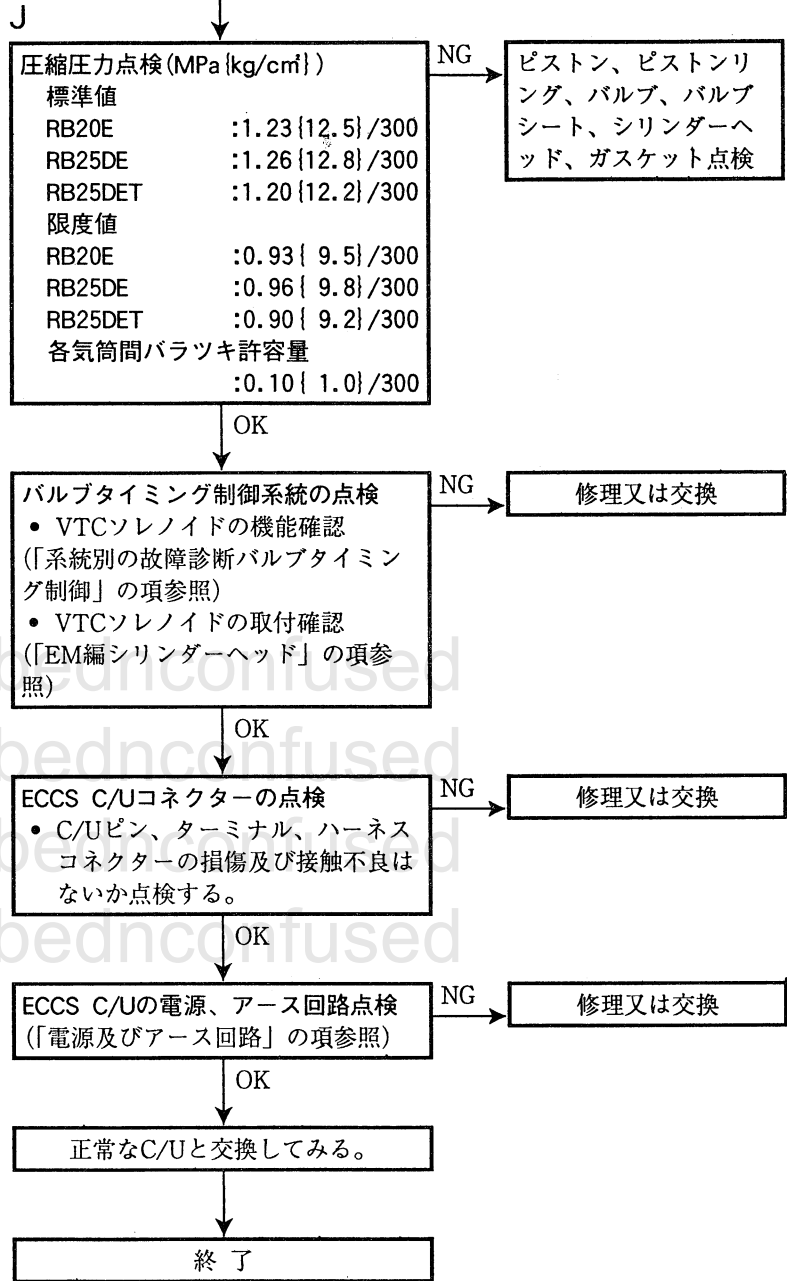 J
圧縮圧力点検(MPa{kg/c㎡})
標準値
RB20E :1.23{12.5}/300
RB25DE :1.26{12.8}/300
RB25DET :1.20{12.2}/300
限度値
RB20E :0.93{ 9.5}/300
RB25DE :0.96{ 9.8}/300
RB25DET :0.90{ 9.2}/300
各気筒間バラツキ許容量
:0.10{ 1.0}/300
NG
ピストン、ピストンリ
ング、バルブ、バルブ
シート、シリンダーヘ
ッド、ガスケット点検
OK
バルブタイミング制御系統の点検
• VTCソレノイドの機能確認
(「系統別の故障診断バルブタイミン
グ制御」の項参照)
• VTCソレノイドの取付確認
(「EM編シリンダーヘッド」の項参
照)
NG
修理又は交換
OK
ECCS C/Uコネクターの点検
• C/Uピン、ターミナル、ハーネス
コネクターの損傷及び接触不良は
ないか点検する。
NG
修理又は交換
OK
ECCS C/Uの電源、アース回路点検
(「電源及びアース回路」の項参照)
NG
修理又は交換
OK
正常なC/Uと交換してみる。
終 了
bednconfused
bednconfused
bednconfused
bednconfused